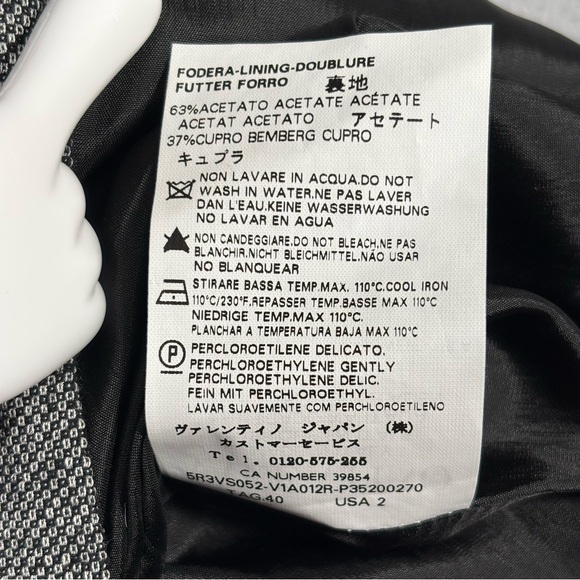 FODERA-LINING-DOUBLURE
FUTTER FORRO 裏地
63%ACETATO ACETATE ACÉTATE
ACETAT ACETATO アセテート
37%CUPRO BEMBERG CUPRO
キュプラ
NON LAVARE IN ACQUA.DO NOT
WASH IN WATER.NE PAS LAVER
DAN L'EAU.KEINE WASSERWASHUNG
NO LAVAR EN AGUA
NON CANDEGGIARE.DO NOT BLEACH.NE PAS
BLANCHIR.NICHT BLEICHMITTEL.NÃO USAR
NO BLANQUEAR
STIRARE BASSA TEMP.MAX. 110°C.COOL IRON
110°C/230°F.REPASSER TEMP.BASSE MAX 110°C
NIEDRIGE TEMP.MAX 110°C.
PLANCHAR A TEMPERATURA BAJA MAX 110°C
P PERCLOROETILENE DELICATO.
PERCHLOROETHYLENE GENTLY
PERCHLOROETHYLENE DELIC.
FEIN MIT PERCHLOROETHYL.
LAVAR SUAVEMENTE COM PERCHLOROETILENO
ヴァレンティノ ジャパン (株)
カストマーセービス
Tel. 0120-575-255
CA NUMBER 39854
5R3VS052-V1A012R-P35200270
TAG.40 USA 2